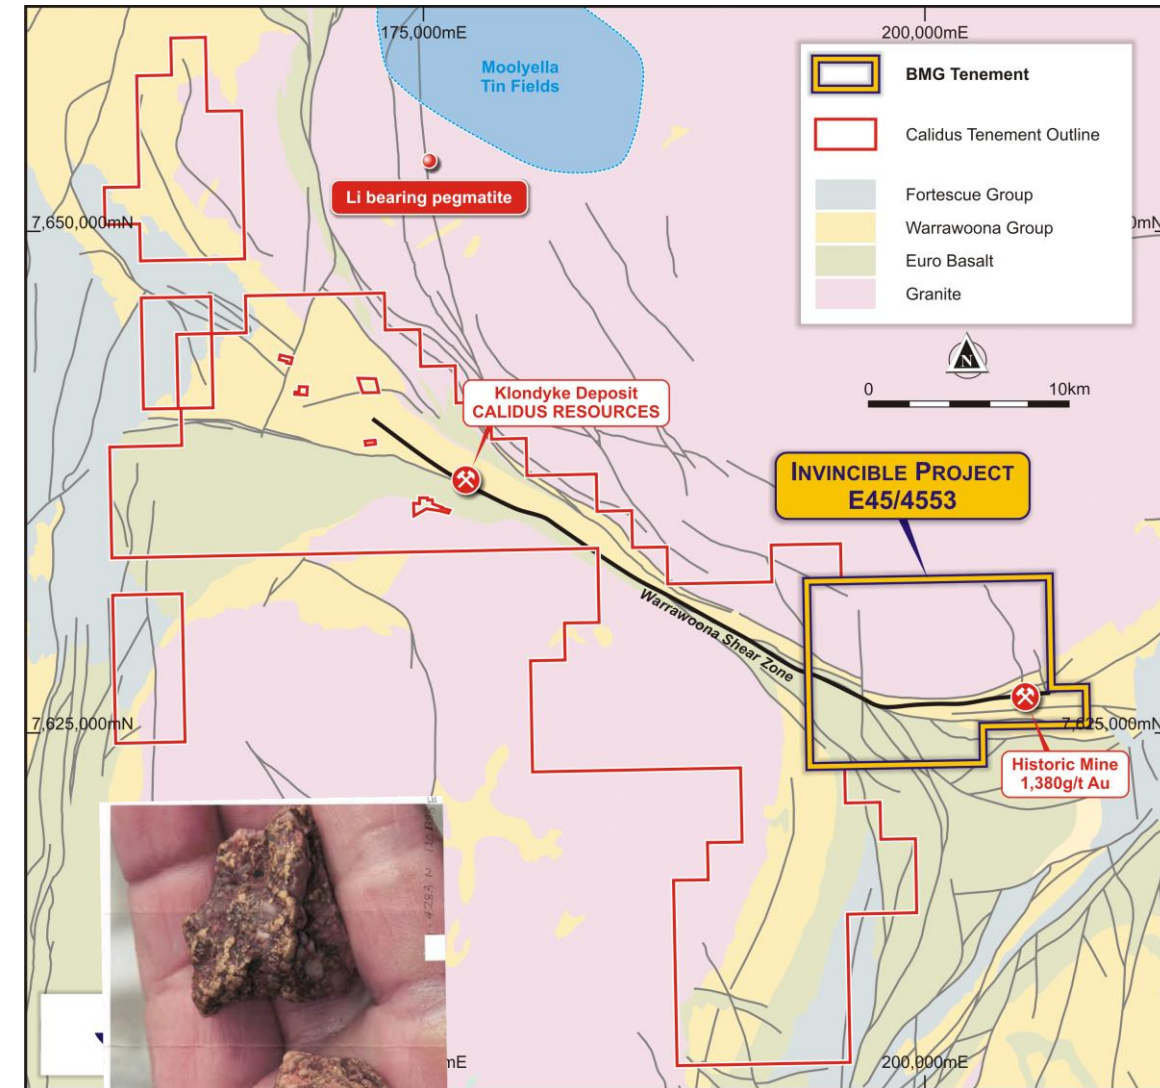 175,000mE
200,000mE
Moolyella
Tin Fields
BMG Tenement
Calidus Tenement Outline
Li bearing pegmatite
Fortescue Group
7,650,000mN
Warrawoona Group
0mN
Euro Basalt
Granite
N
0
10km
Klondyke Deposit
CALIDUS RESOURCES
INVINCIBLE PROJECT
E45/4553
Warrawoona Shear Zone
7,625,000mN
7,625,000mN
Historic Mine
1,380g/t Au
mE
200,000mE